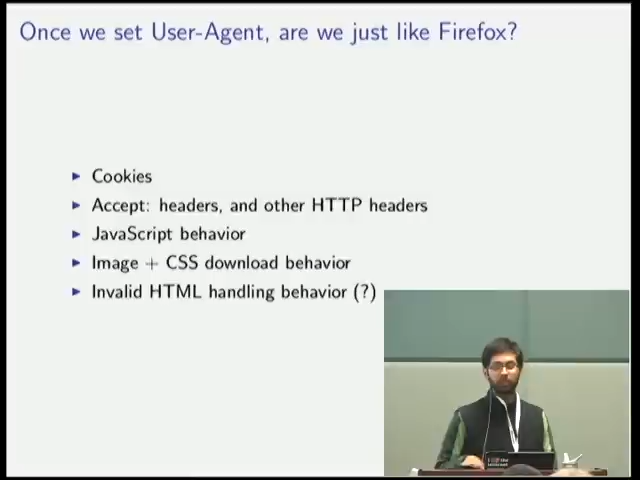 Once we set User-Agent, are we just like Firefox?
Cookies
Accept: headers, and other HTTP headers
JavaScript behavior
Image + CSS download behavior
Invalid HTML handling behavior (?)